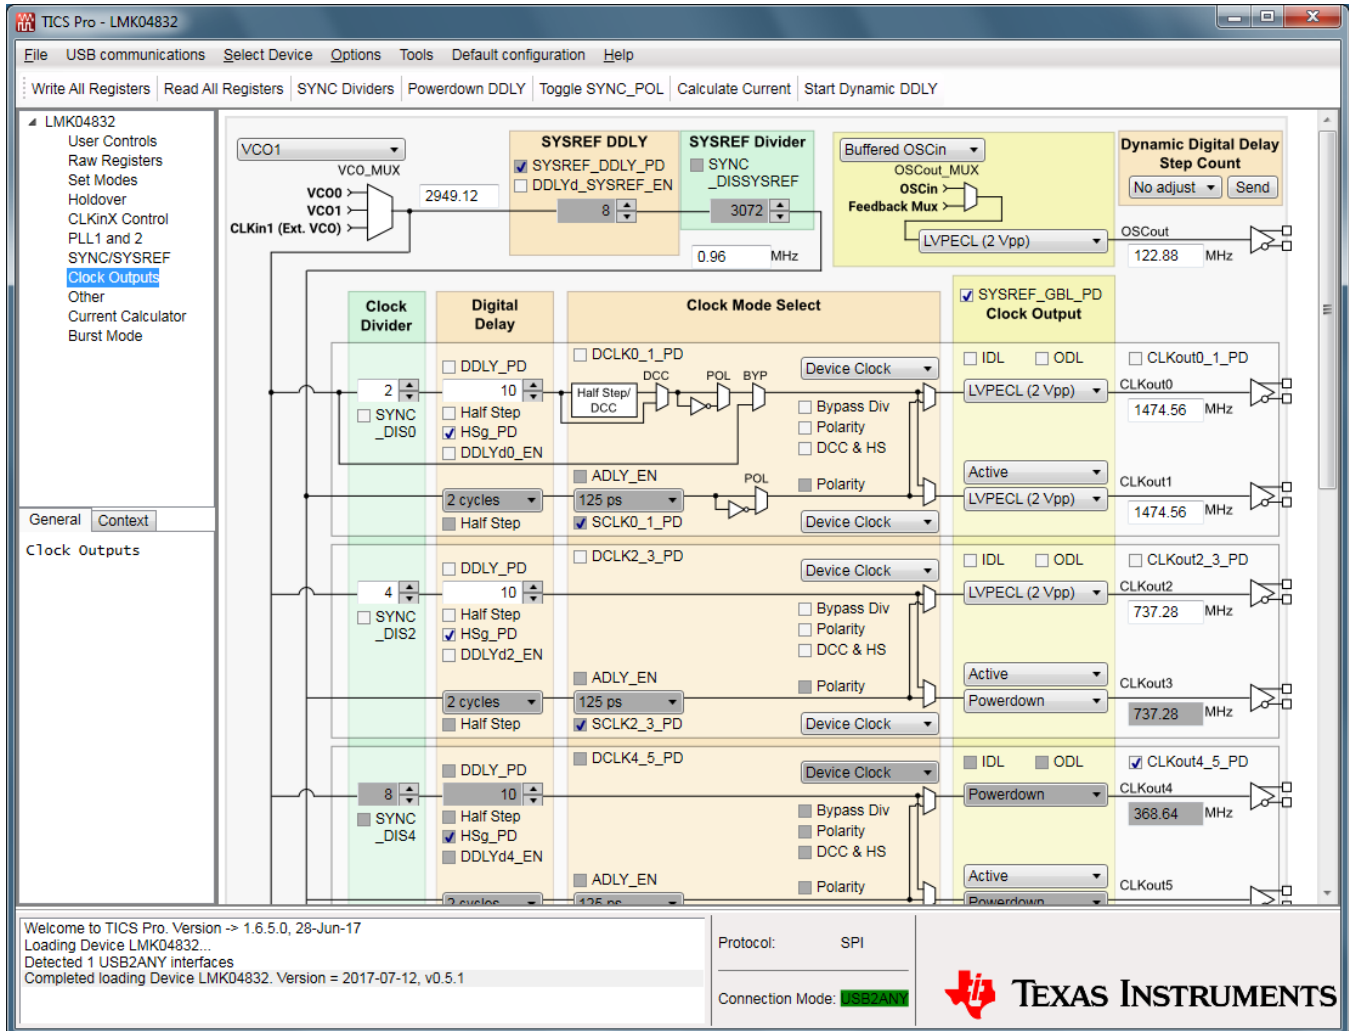 TICS Pro - LMK04832
File USB communications Select Device Options Tools Default configuration Help
Write All Registers Read All Registers SYNC Dividers Powerdown DDLY Toggle SYNC_POL Calculate Current Start Dynamic DDLY
LMK04832
User Controls
Raw Registers
Set Modes
Holdover
CLKinX Control
PLL1 and 2
SYNC/SYSREF
Clock Outputs
Other
Current Calculator
Burst Mode
General Context
Clock Outputs
VCO1
VCO_MUX
VCO0
VCO1
CLKin1 (Ext. VCO)
2949.12
SYSREF DDLY
SYSREF_DDLY_PD
DDLYd_SYSREF_EN
8
SYSREF Divider
SYNC
_DISSYSREF
3072
0.96 MHz
Buffered OSCin
OSCout_MUX
OSCin
Feedback Mux
LVPECL (2 Vpp)
Dynamic Digital Delay
Step Count
No adjust Send
OSCout
122.88 MHz
Clock
Divider
Digital
Delay
Clock Mode Select
SYSREF_GBL_PD
Clock Output
DDLY_PD
DCLK0_1_PD
Device Clock
IDL ODL CLKout0_1_PD
2
10
Half Step/
DCC
DCC POL BYP
LVPECL (2 Vpp)
CLKout0
1474.56 MHz
SYNC
_DIS0
Half Step
HSg_PD
DDLYd0_EN
Bypass Div
Polarity
DCC & HS
2 cycles
Half Step
ADLY_EN
125 ps
SCLK0_1_PD
POL
Polarity
Device Clock
Active
LVPECL (2 Vpp)
CLKout1
1474.56 MHz
DDLY_PD
DCLK2_3_PD
Device Clock
IDL ODL CLKout2_3_PD
4
10
LVPECL (2 Vpp)
CLKout2
737.28 MHz
SYNC
_DIS2
Half Step
HSg_PD
DDLYd2_EN
Bypass Div
Polarity
DCC & HS
2 cycles
Half Step
ADLY_EN
125 ps
SCLK2_3_PD
Polarity
Device Clock
Active
Powerdown
CLKout3
737.28 MHz
DDLY_PD
DCLK4_5_PD
Device Clock
IDL ODL CLKout4_5_PD
8
10
Powerdown
CLKout4
368.64 MHz
SYNC
_DIS4
Half Step
HSg_PD
DDLYd4_EN
Bypass Div
Polarity
DCC & HS
2 cycles
ADLY_EN
125 ps
Polarity
Active
Powerdown
CLKout5
Welcome to TICS Pro. Version -> 1.6.5.0, 28-Jun-17
Loading Device LMK04832...
Detected 1 USB2ANY interfaces
Completed loading Device LMK04832. Version = 2017-07-12, v0.5.1
Protocol: SPI
Connection Mode: USB2ANY
TEXAS INSTRUMENTS